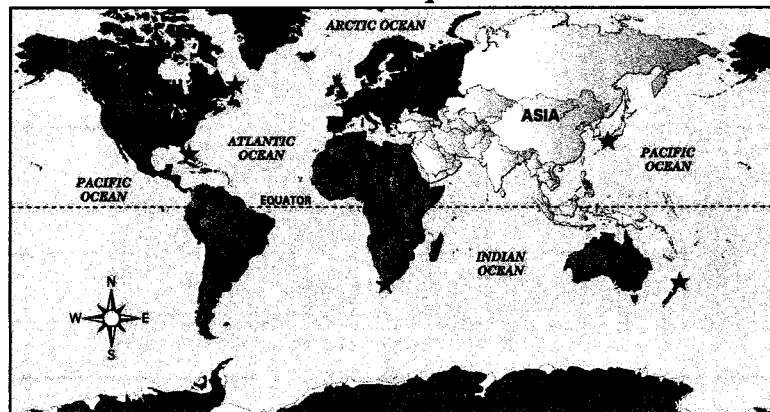 ARCTIC OCEAN
ASIA
ATLANTIC
OCEAN
PACIFIC
OCEAN
PACIFIC
OCEAN
EQUATOR
INDIAN
OCEAN
N
W E
S